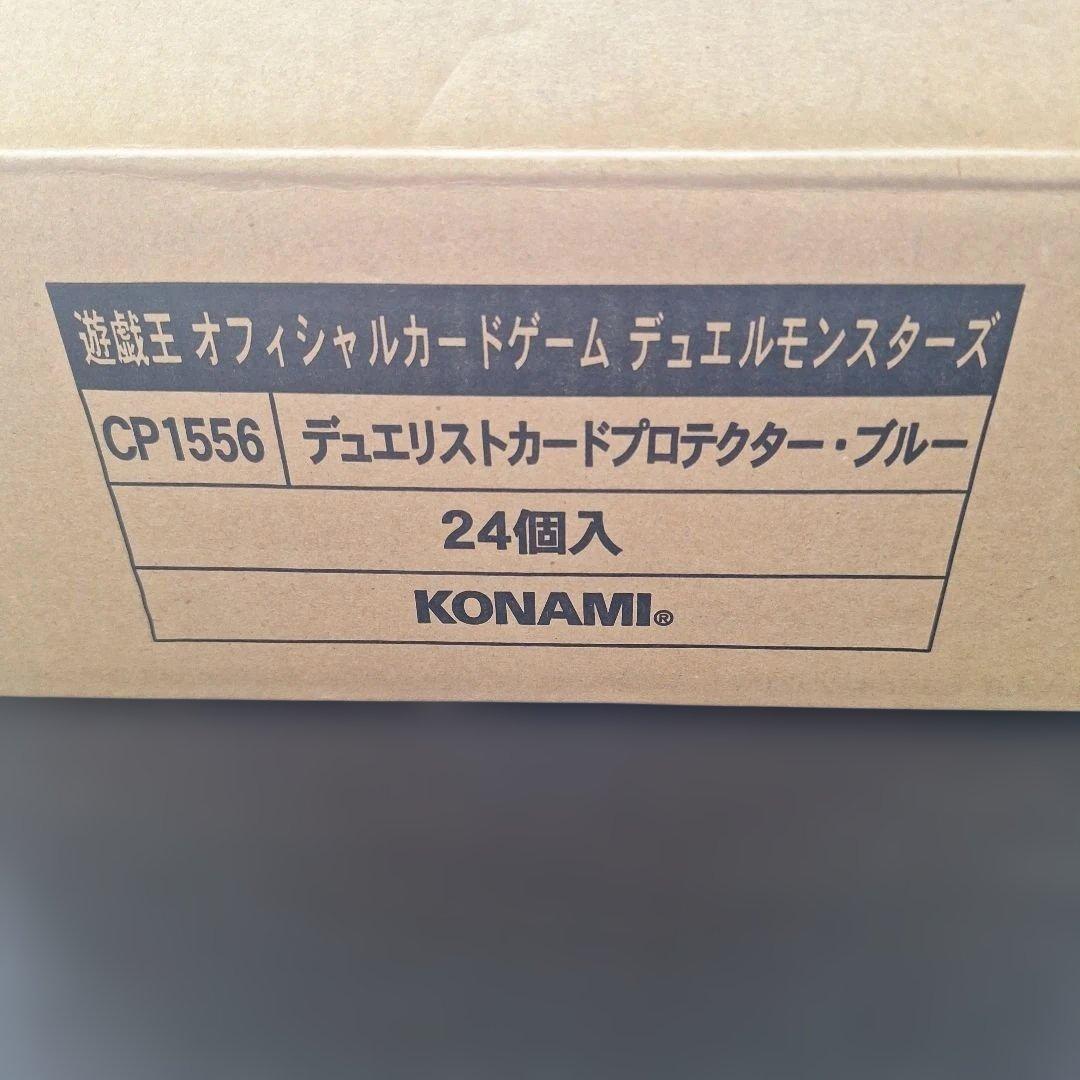 遊戯王 オフィシャルカードゲーム デュエルモンスターズ
CP1556 デュエリストカードプロテクター・ブルー
24個入
KONAMI®